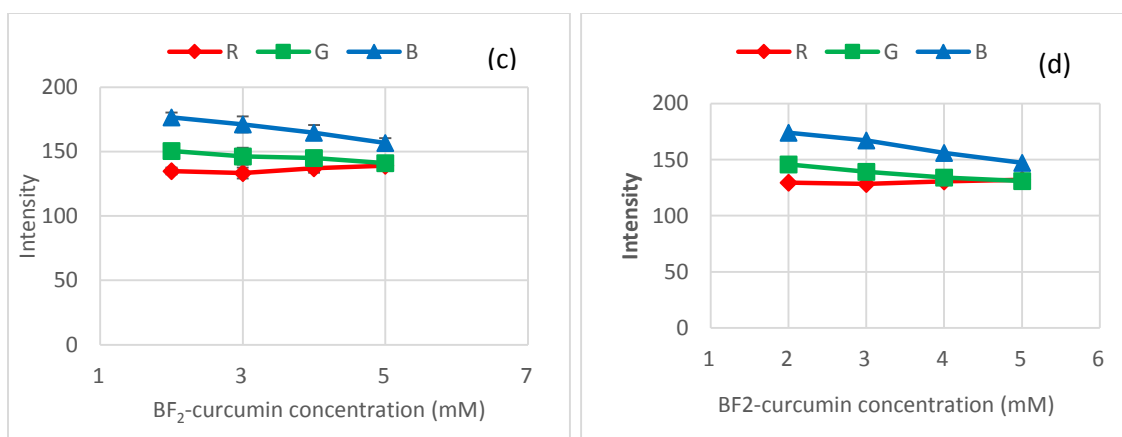 R G B (c)
200
150
100
50
0
Intensity
1 3 5 7
BF₂-curcumin concentration (mM)
R G B (d)
200
150
100
50
0
Intensity
1 2 3 4 5 6
BF2-curcumin concentration (mM)